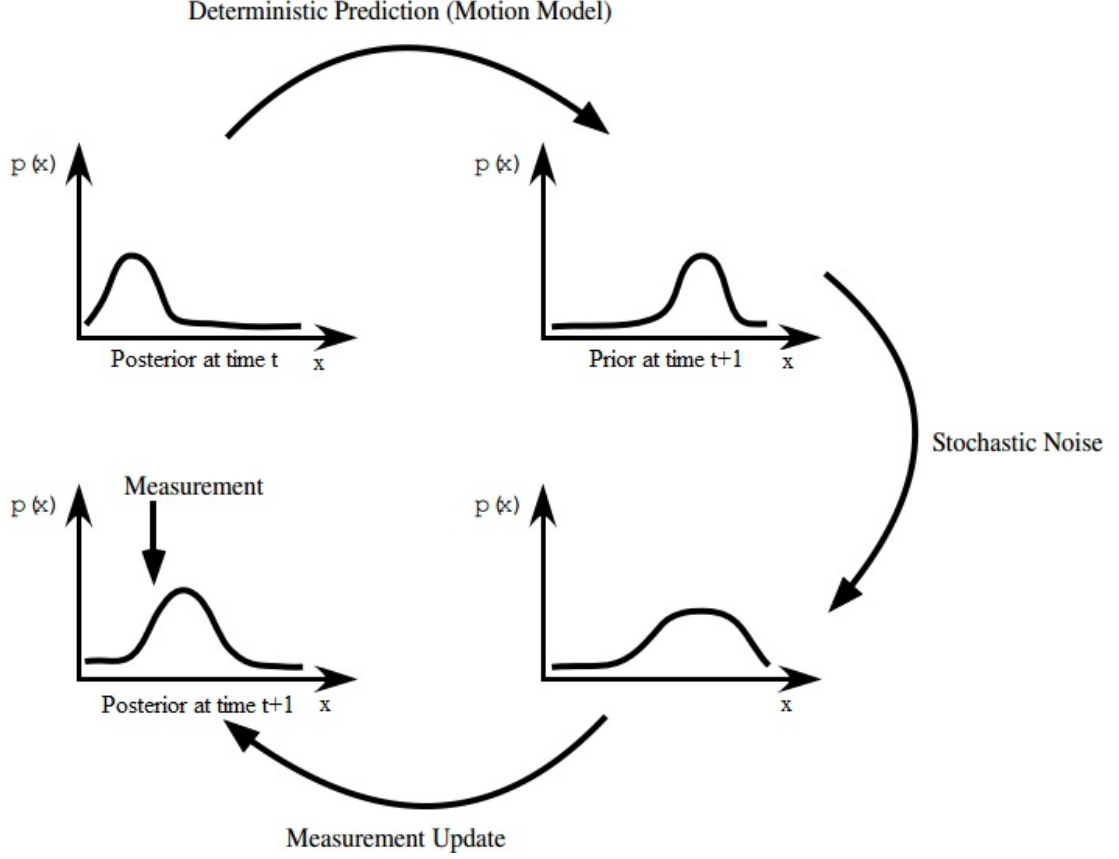 Deterministic Prediction (Motion Model)
p (x)
p (x)
Posterior at time t
x
Prior at time t+1
x
Stochastic Noise
Measurement
p (x)
p (x)
Posterior at time t+1
x
x
Measurement Update